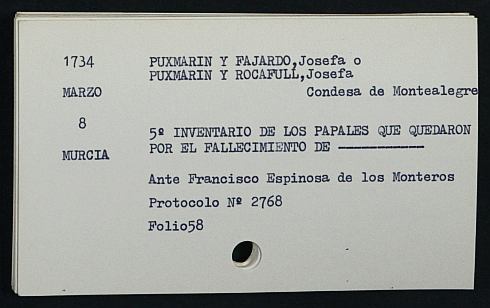 1734 PUXMARIN Y FAJARDO,Josefa o
PUXMARIN Y ROCAFULL,Josefa
MARZO Condesa de Montealegre
8
5º INVENTARIO DE LOS PAPALES QUE QUEDARON
MURCIA POR EL FALLECIMIENTO DE ———————
Ante Francisco Espinosa de los Monteros
Protocolo Nº 2768
Folio58